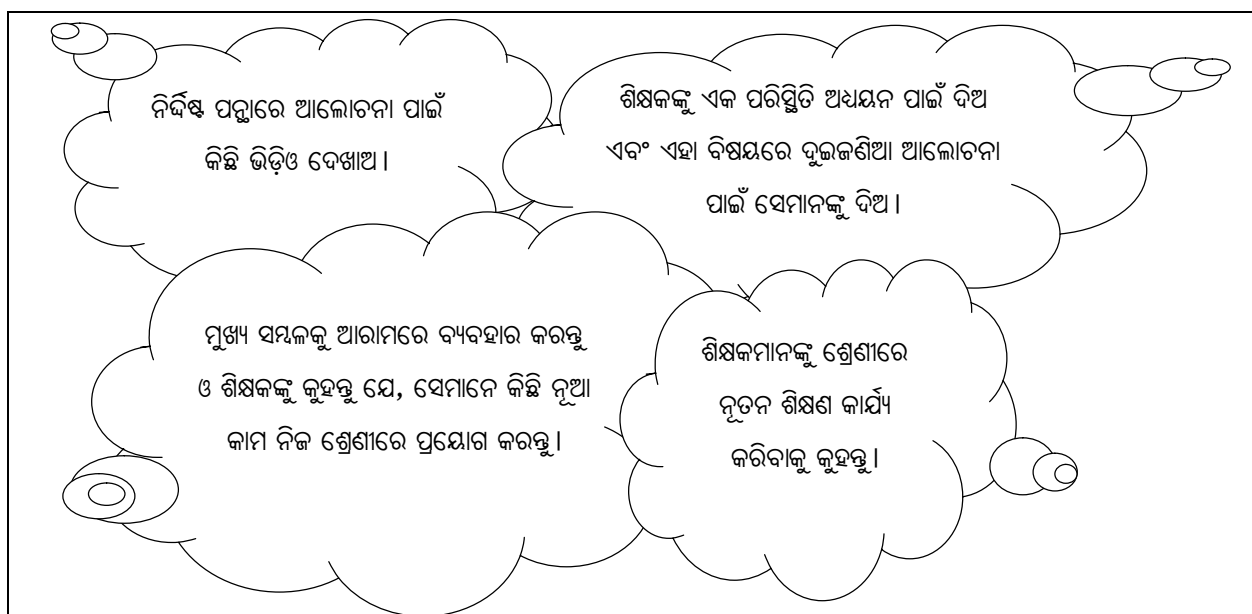 ନିର୍ଦ୍ଦିଷ୍ଟ ପନ୍ଥାରେ ଆଲୋଚନା ପାଇଁ
କିଛି ଭିଡ଼ିଓ ଦେଖାଅ।
ଶିକ୍ଷକଙ୍କୁ ଏକ ପରିସ୍ଥିତି ଅଧ୍ୟୟନ ପାଇଁ ଦିଅ
ଏବଂ ଏହା ବିଷୟରେ ଦୁଇଜଣିଆ ଆଲୋଚନା
ପାଇଁ ସେମାନଙ୍କୁ ଦିଅ।
ମୁଖ୍ୟ ସମ୍ବଳକୁ ଆରାମରେ ବ୍ୟବହାର କରନ୍ତୁ
ଓ ଶିକ୍ଷକଙ୍କୁ କୁହନ୍ତୁ ଯେ, ସେମାନେ କିଛି ନୂଆ
କାମ ନିଜ ଶ୍ରେଣୀରେ ପ୍ରୟୋଗ କରନ୍ତୁ।
ଶିକ୍ଷକମାନଙ୍କୁ ଶ୍ରେଣୀରେ
ନୂତନ ଶିକ୍ଷଣ କାର୍ଯ୍ୟ
କରିବାକୁ କୁହନ୍ତୁ।